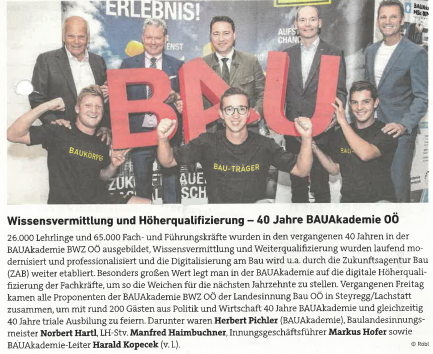 ERLEBNIS!
BAU
BAUKÖRPER
BAU-TRÄGER
BAU-
Wissensvermittlung und Höherqualifizierung – 40 Jahre BAUAkademie OÖ
26.000 Lehrlinge und 65.000 Fach- und Führungskräfte wurden in den vergangenen 40 Jahren in der
BAUAkademie BWZ OÖ ausgebildet, Wissensvermittlung und Weiterqualifizierung wurden laufend mo-
dernisiert und professionalisiert und die Digitalisierung am Bau wird u.a. durch die Zukunftsagentur Bau
(ZAB) weiter etabliert. Besonders großen Wert legt man in der BAUAkademie auf die digitale Höherquali-
fizierung der Fachkräfte, um so die Weichen für die nächsten Jahrzehnte zu stellen. Vergangenen Freitag
kamen alle Proponenten der BAUAkademie BWZ OÖ der Landesinnung Bau OÖ in Steyregg/Lachstatt
zusammen, um mit rund 200 Gästen aus Politik und Wirtschaft 40 Jahre BAUAkademie und gleichzeitig
40 Jahre triale Ausbildung zu feiern. Darunter waren Herbert Pichler (BAUAkademie), Baulandesinnungs-
meister Norbert Hartl, LH-Stv. Manfred Haimbuchner, Innungsgeschäftsführer Markus Hofer sowie
BAUAkademie-Leiter Harald Kopecek (v. l.).
© Röbl